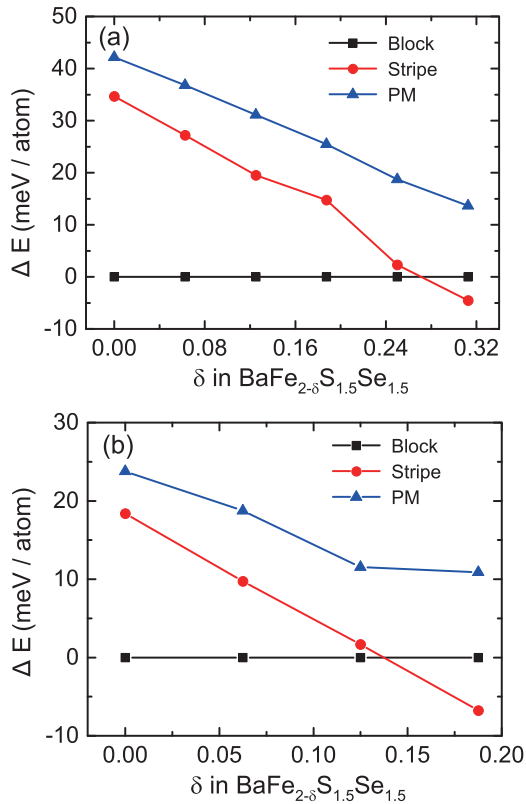 50
(a)
Block
40
Stripe
PM
30
20
10
0
-10
Δ E (meV / atom)
0.00 0.08 0.16 0.24 0.32
δ in BaFe2-δS1.5Se1.5
30
(b)
Block
Stripe
20
PM
10
0
-10
Δ E (meV / atom)
0.00 0.05 0.10 0.15 0.20
δ in BaFe2-δS1.5Se1.5